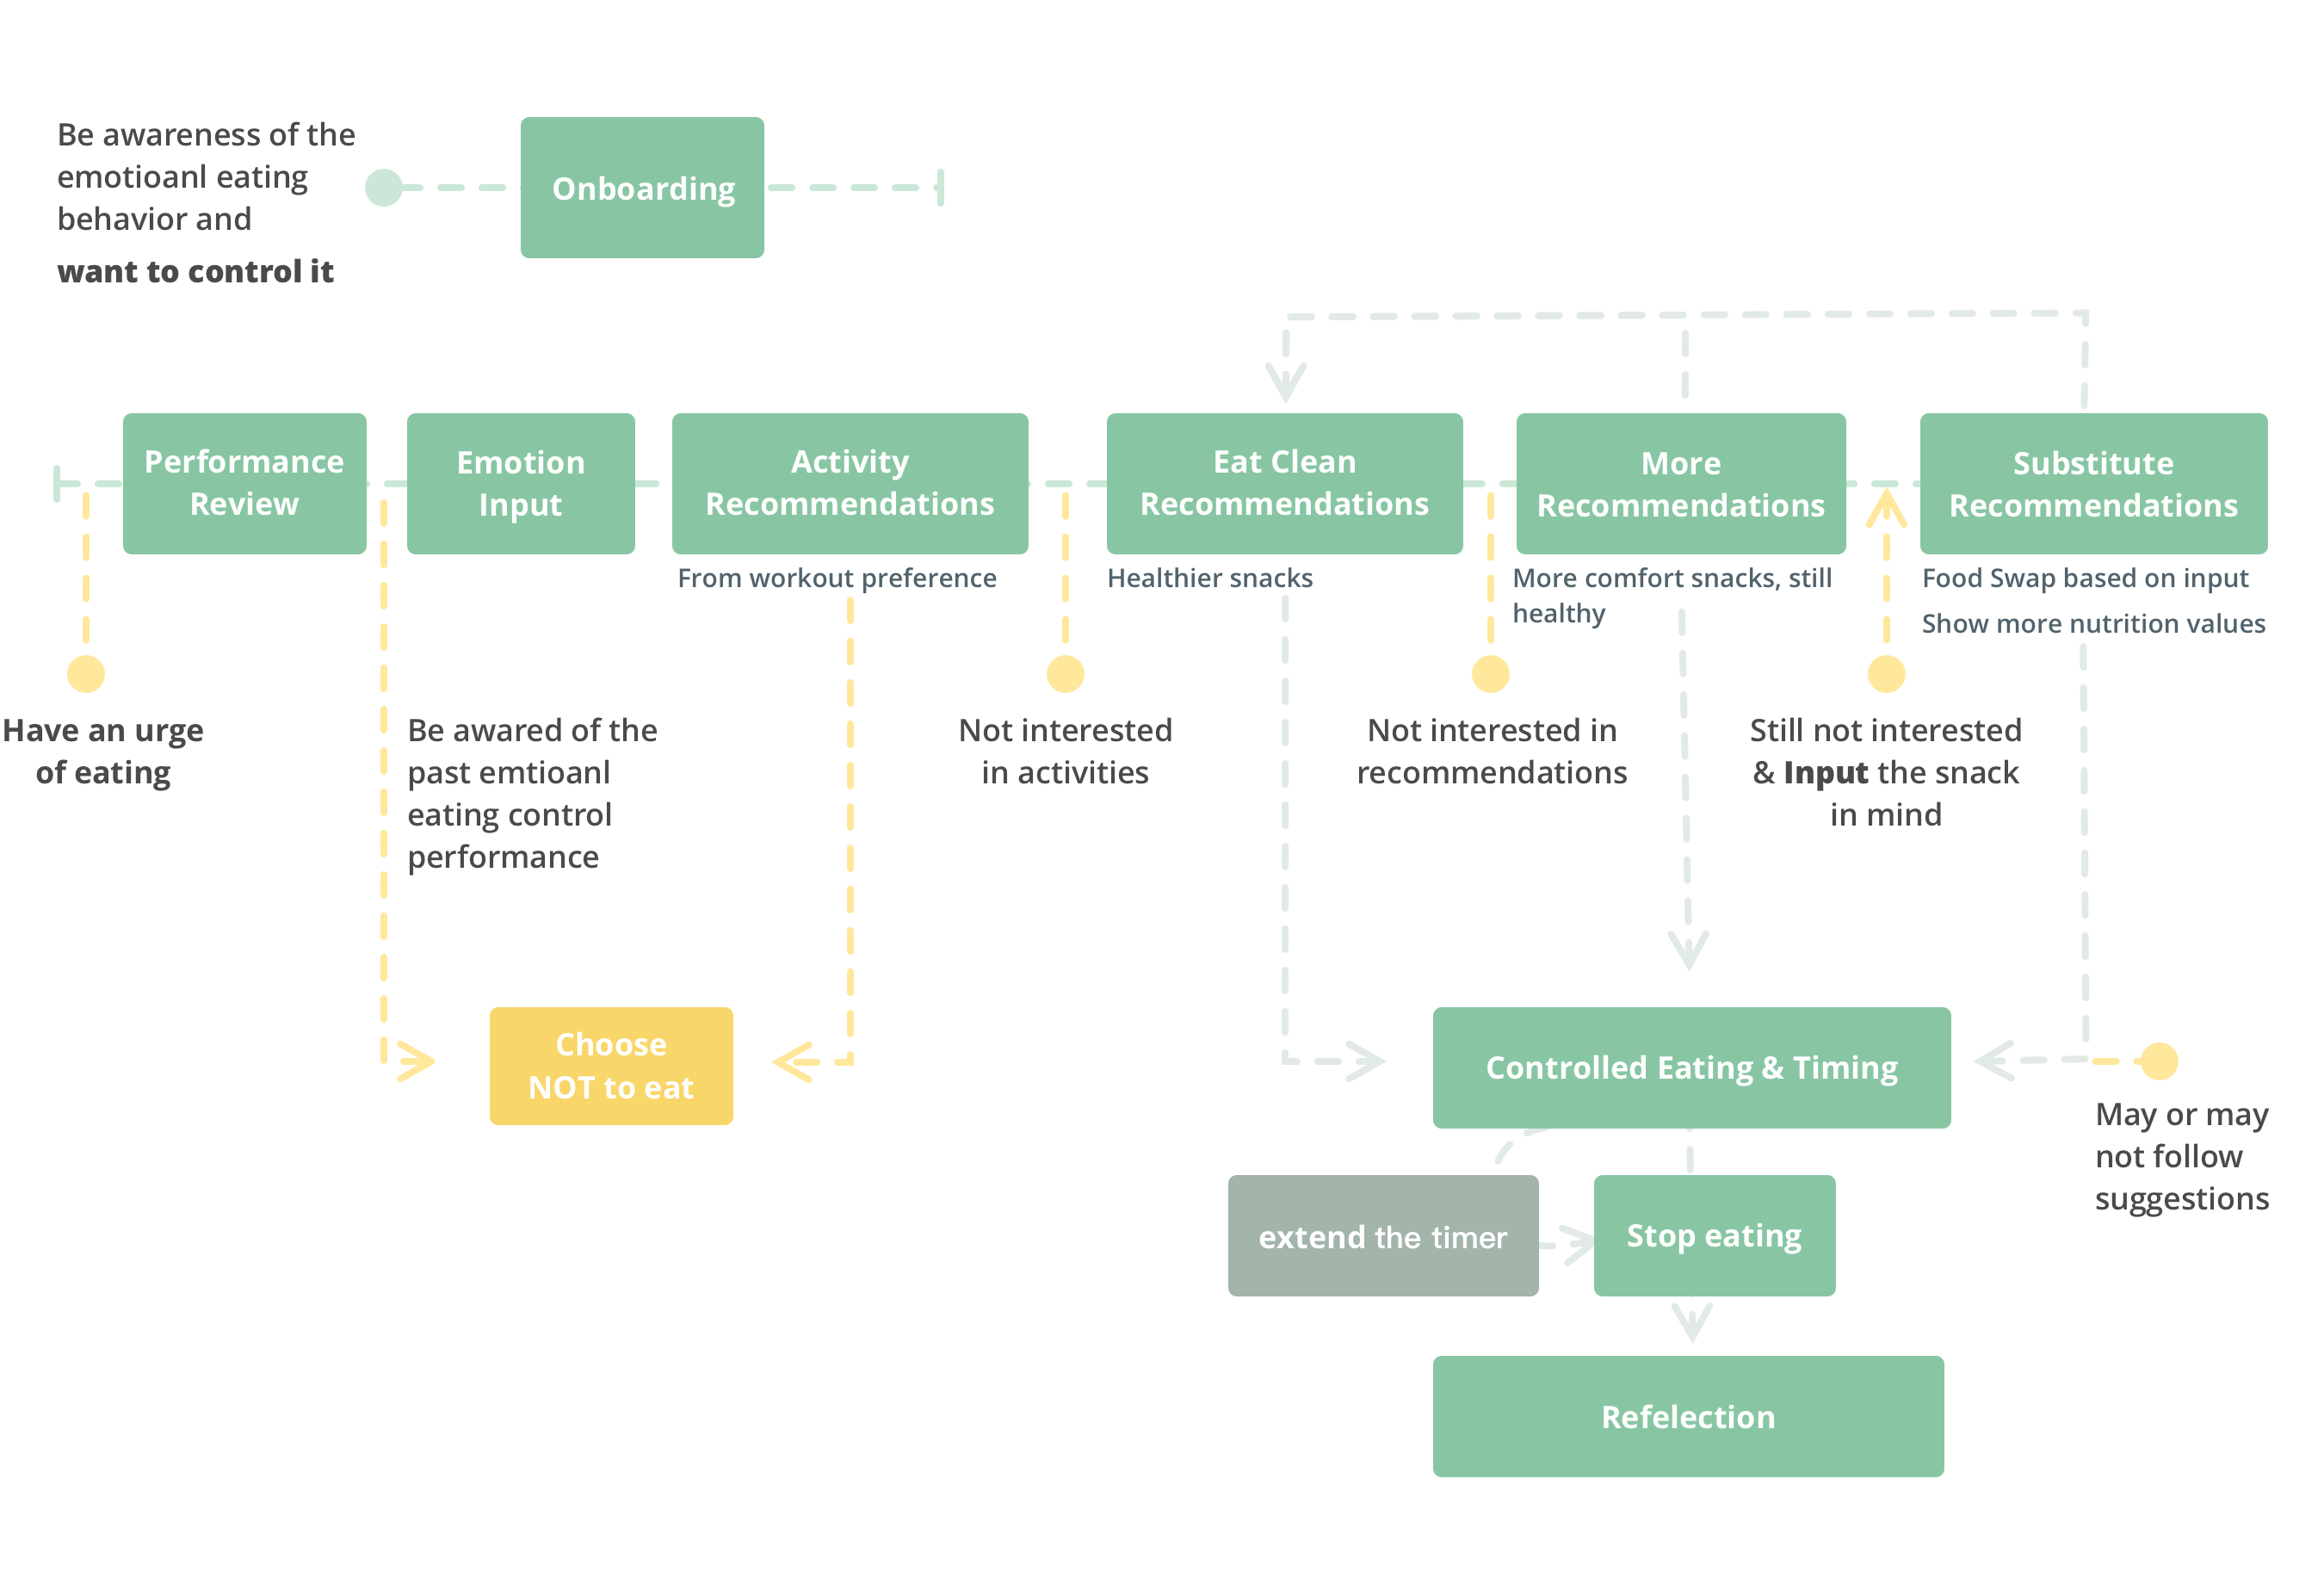 Be awareness of the
emotioanl eating
behavior and
want to control it
Onboarding
Performance
Review
Emotion
Input
Activity
Recommendations
From workout preference
Eat Clean
Recommendations
Healthier snacks
More
Recommendations
More comfort snacks, still
healthy
Substitute
Recommendations
Food Swap based on input
Show more nutrition values
Have an urge
of eating
Be awared of the
past emtioanl
eating control
performance
Not interested
in activities
Not interested in
recommendations
Still not interested
& Input the snack
in mind
Choose
NOT to eat
Controlled Eating & Timing
May or may
not follow
suggestions
extend the timer
Stop eating
Refelection